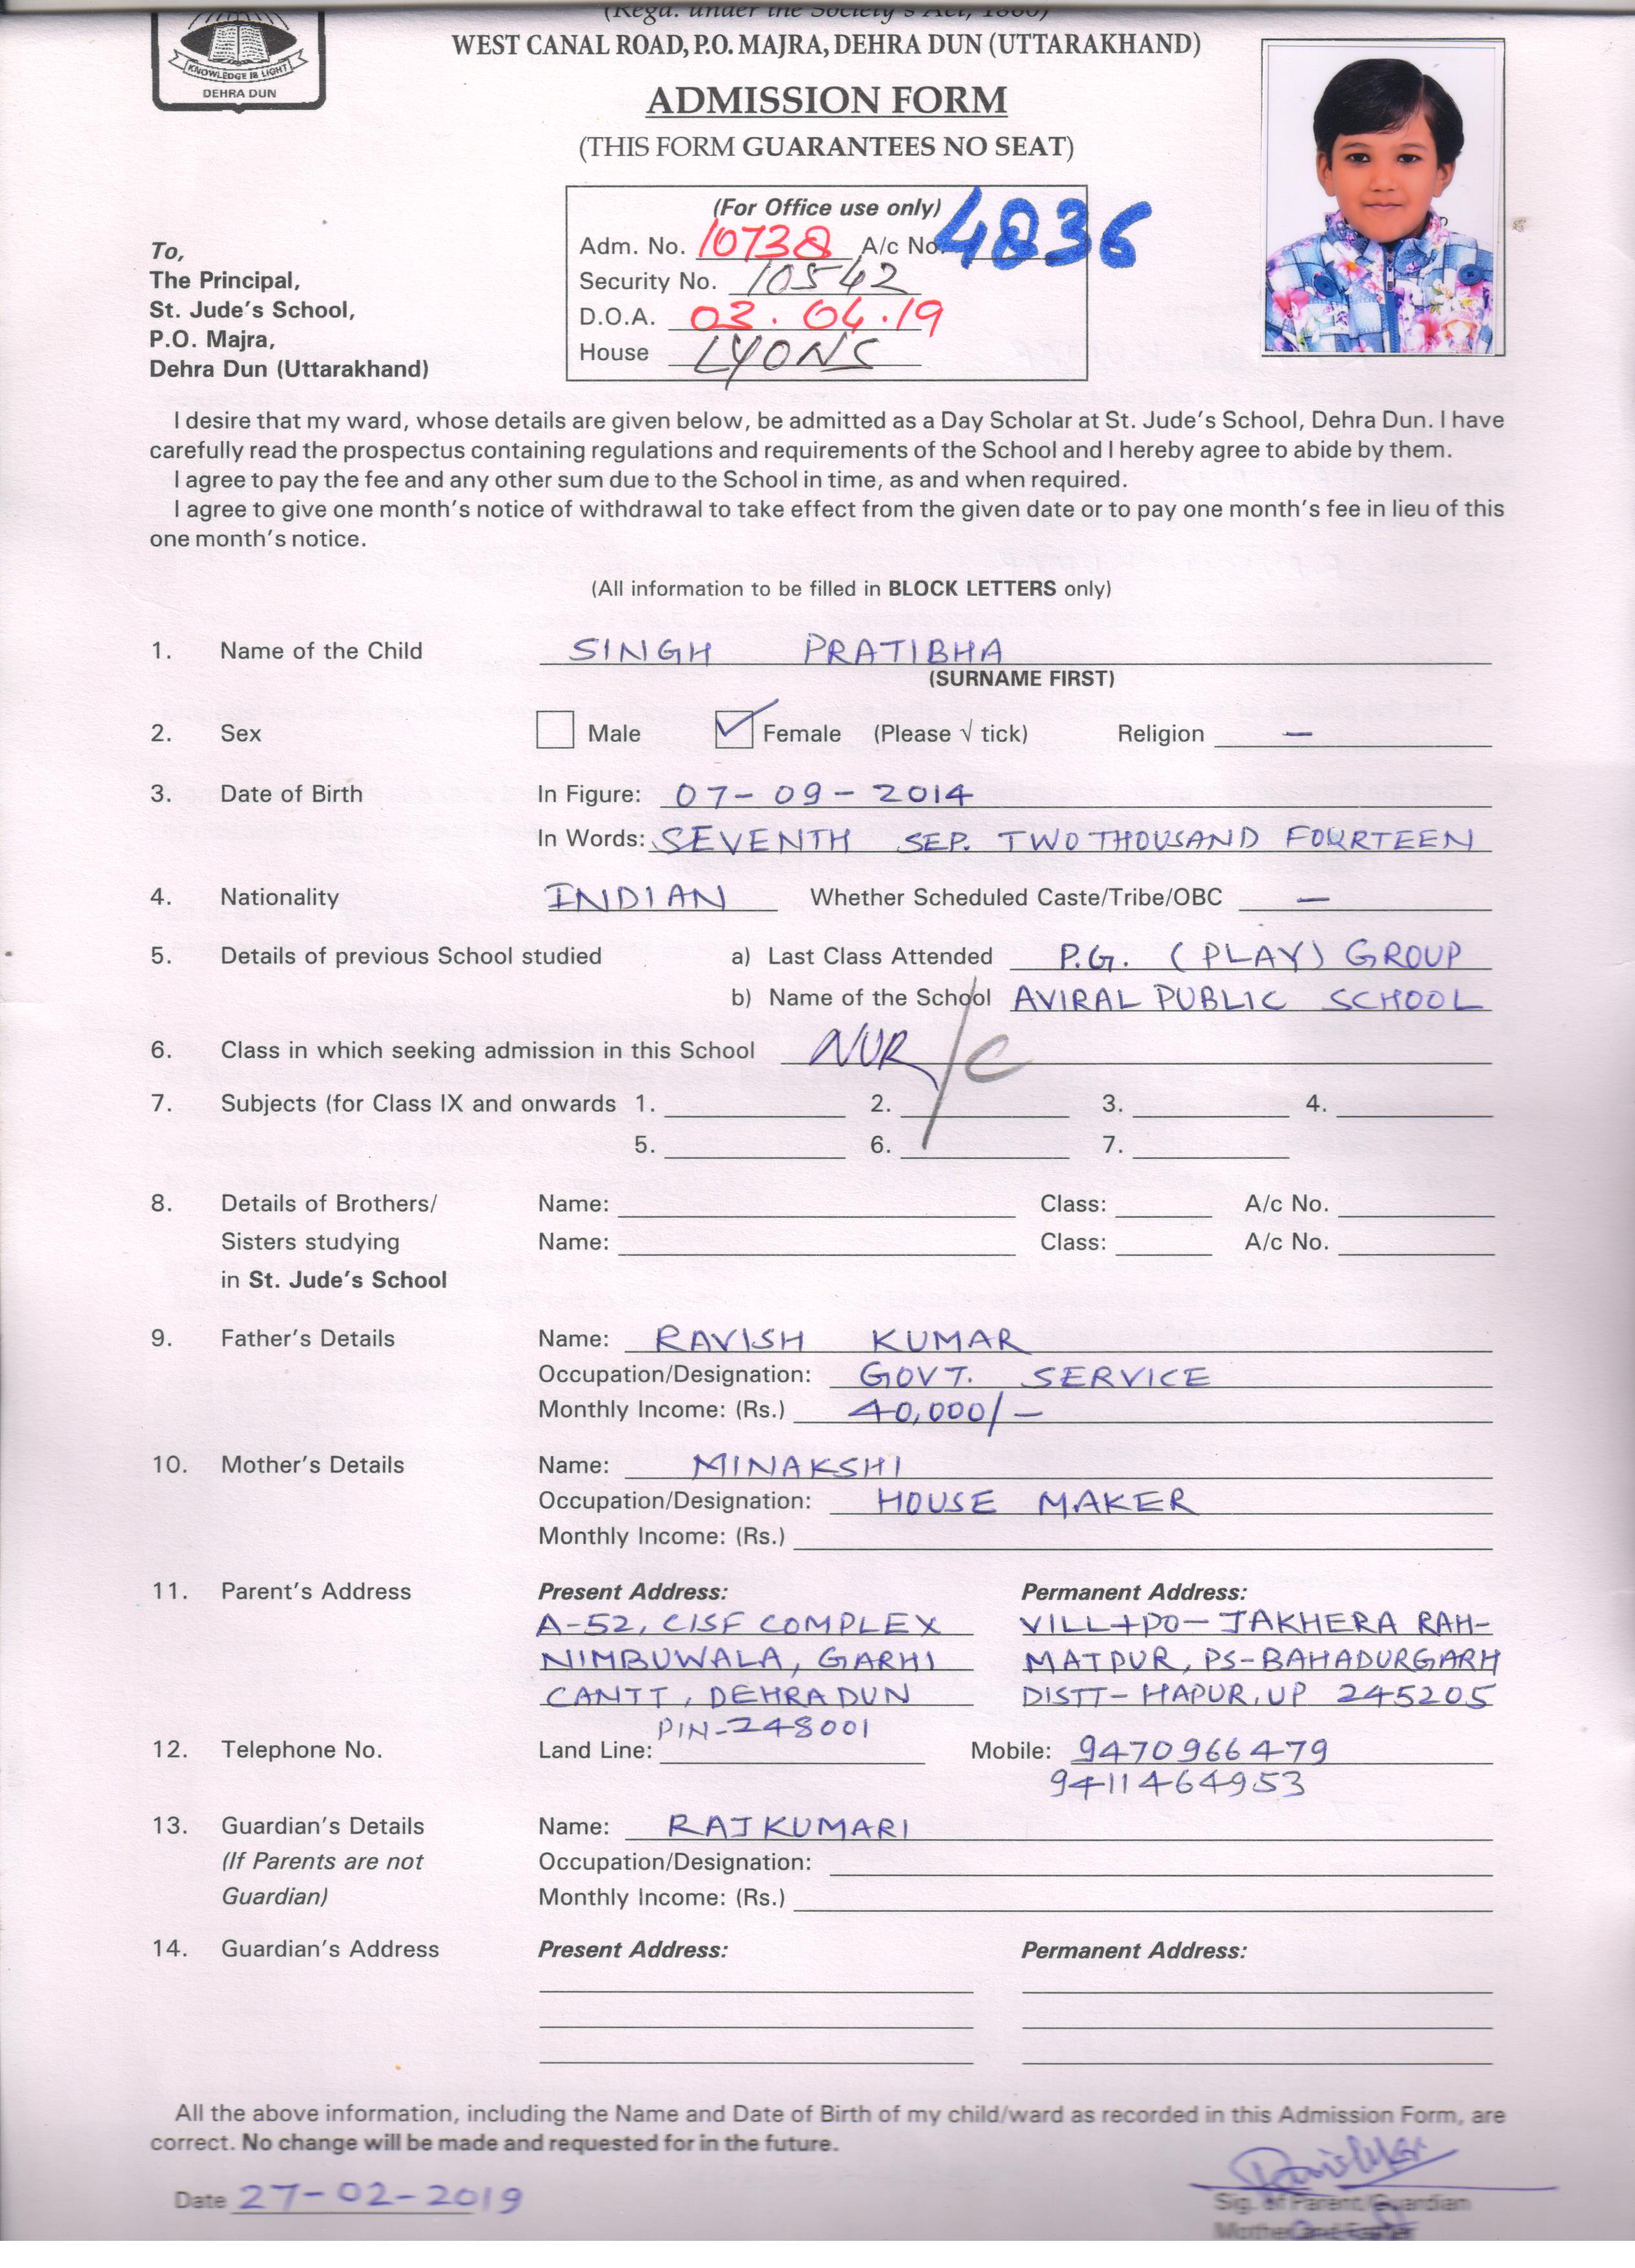 (Regd. under the Society's Act, 1860)
KNOWLEDGE IS LIGHT
DEHRA DUN
WEST CANAL ROAD, P.O. MAJRA, DEHRA DUN (UTTARAKHAND)
ADMISSION FORM
(THIS FORM GUARANTEES NO SEAT)
(For Office use only)
Adm. No. 10738 A/c No. 4836
Security No. 10542
D.O.A. 03.04.19
House LYONS
To,
The Principal,
St. Jude's School,
P.O. Majra,
Dehra Dun (Uttarakhand)
I desire that my ward, whose details are given below, be admitted as a Day Scholar at St. Jude's School, Dehra Dun. I have
carefully read the prospectus containing regulations and requirements of the School and I hereby agree to abide by them.
I agree to pay the fee and any other sum due to the School in time, as and when required.
I agree to give one month's notice of withdrawal to take effect from the given date or to pay one month's fee in lieu of this
one month's notice.
(All information to be filled in BLOCK LETTERS only)
1. Name of the Child SINGH PRATIBHA
(SURNAME FIRST)
2. Sex Male ✓ Female (Please √ tick) Religion —
3. Date of Birth In Figure: 07-09-2014
In Words: SEVENTH SEP. TWO THOUSAND FOURTEEN
4. Nationality INDIAN Whether Scheduled Caste/Tribe/OBC —
5. Details of previous School studied a) Last Class Attended P.G. (PLAY) GROUP
b) Name of the School AVIRAL PUBLIC SCHOOL
6. Class in which seeking admission in this School NUR/C
7. Subjects (for Class IX and onwards 1. 2. 3. 4.
5. 6. 7.
8. Details of Brothers/ Name: Class: A/c No.
Sisters studying Name: Class: A/c No.
in St. Jude's School
9. Father's Details Name: RAVISH KUMAR
Occupation/Designation: GOVT. SERVICE
Monthly Income: (Rs.) 40,000/-
10. Mother's Details Name: MINAKSHI
Occupation/Designation: HOUSE MAKER
Monthly Income: (Rs.)
11. Parent's Address Present Address: Permanent Address:
A-52, CISF COMPLEX VILL+PO- JAKHERA RAH-
NIMBUWALA, GARHI MATPUR, PS-BAHADURGARH
CANTT, DEHRADUN DISTT- HAPUR, UP 245205
PIN-248001
12. Telephone No. Land Line: Mobile: 9470966479
9411464953
13. Guardian's Details Name: RAJKUMARI
(If Parents are not Occupation/Designation:
Guardian) Monthly Income: (Rs.)
14. Guardian's Address Present Address: Permanent Address:
All the above information, including the Name and Date of Birth of my child/ward as recorded in this Admission Form, are
correct. No change will be made and requested for in the future.
Date 27-02-2019
Sig. of Parent/Guardian
Mother and Father